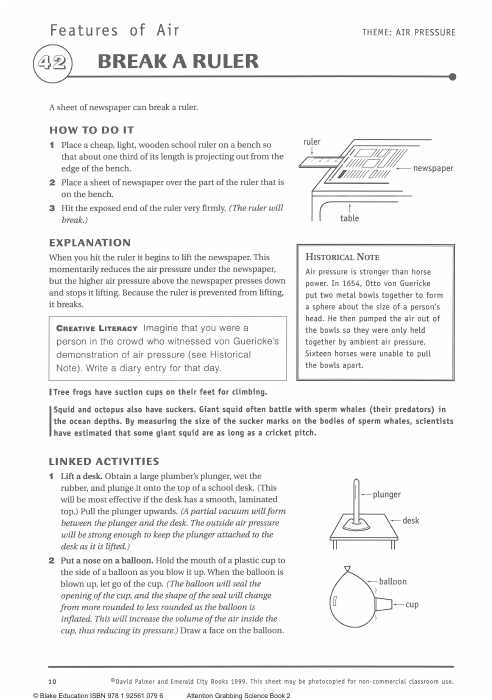 Features of Air
THEME: AIR PRESSURE
42
BREAK A RULER
A sheet of newspaper can break a ruler.
HOW TO DO IT
1 Place a cheap, light, wooden school ruler on a bench so
that about one third of its length is projecting out from the
edge of the bench.
2 Place a sheet of newspaper over the part of the ruler that is
on the bench.
3 Hit the exposed end of the ruler very firmly. (The ruler will
break.)
ruler
newspaper
table
EXPLANATION
When you hit the ruler it begins to lift the newspaper. This
momentarily reduces the air pressure under the newspaper,
but the higher air pressure above the newspaper presses down
and stops it lifting. Because the ruler is prevented from lifting,
it breaks.
CREATIVE LITERACY Imagine that you were a
person in the crowd who witnessed von Guericke's
demonstration of air pressure (see Historical
Note). Write a diary entry for that day.
HISTORICAL NOTE
Air pressure is stronger than horse
power. In 1654, Otto von Guericke
put two metal bowls together to form
a sphere about the size of a person's
head. He then pumped the air out of
the bowls so they were only held
together by ambient air pressure.
Sixteen horses were unable to pull
the bowls apart.
Tree frogs have suction cups on their feet for climbing.
Squid and octopus also have suckers. Giant squid often battle with sperm whales (their predators) in
the ocean depths. By measuring the size of the sucker marks on the bodies of sperm whales, scientists
have estimated that some giant squid are as long as a cricket pitch.
LINKED ACTIVITIES
1 Lift a desk. Obtain a large plumber's plunger, wet the
rubber, and plunge it onto the top of a school desk. (This
will be most effective if the desk has a smooth, laminated
top.) Pull the plunger upwards. (A partial vacuum will form
between the plunger and the desk. The outside air pressure
will be strong enough to keep the plunger attached to the
desk as it is lifted.)
2 Put a nose on a balloon. Hold the mouth of a plastic cup to
the side of a balloon as you blow it up. When the balloon is
blown up, let go of the cup. (The balloon will seal the
opening of the cup, and the shape of the seal will change
from more rounded to less rounded as the balloon is
inflated. This will increase the volume of the air inside the
cup, thus reducing its pressure.) Draw a face on the balloon.
plunger
desk
balloon
cup
10
©David Palmer and Emerald City Books 1999. This sheet may be photocopied for non-commercial classroom use.
© Blake Education ISBN 978 1 92561 079 6 Attention Grabbing Science Book 2